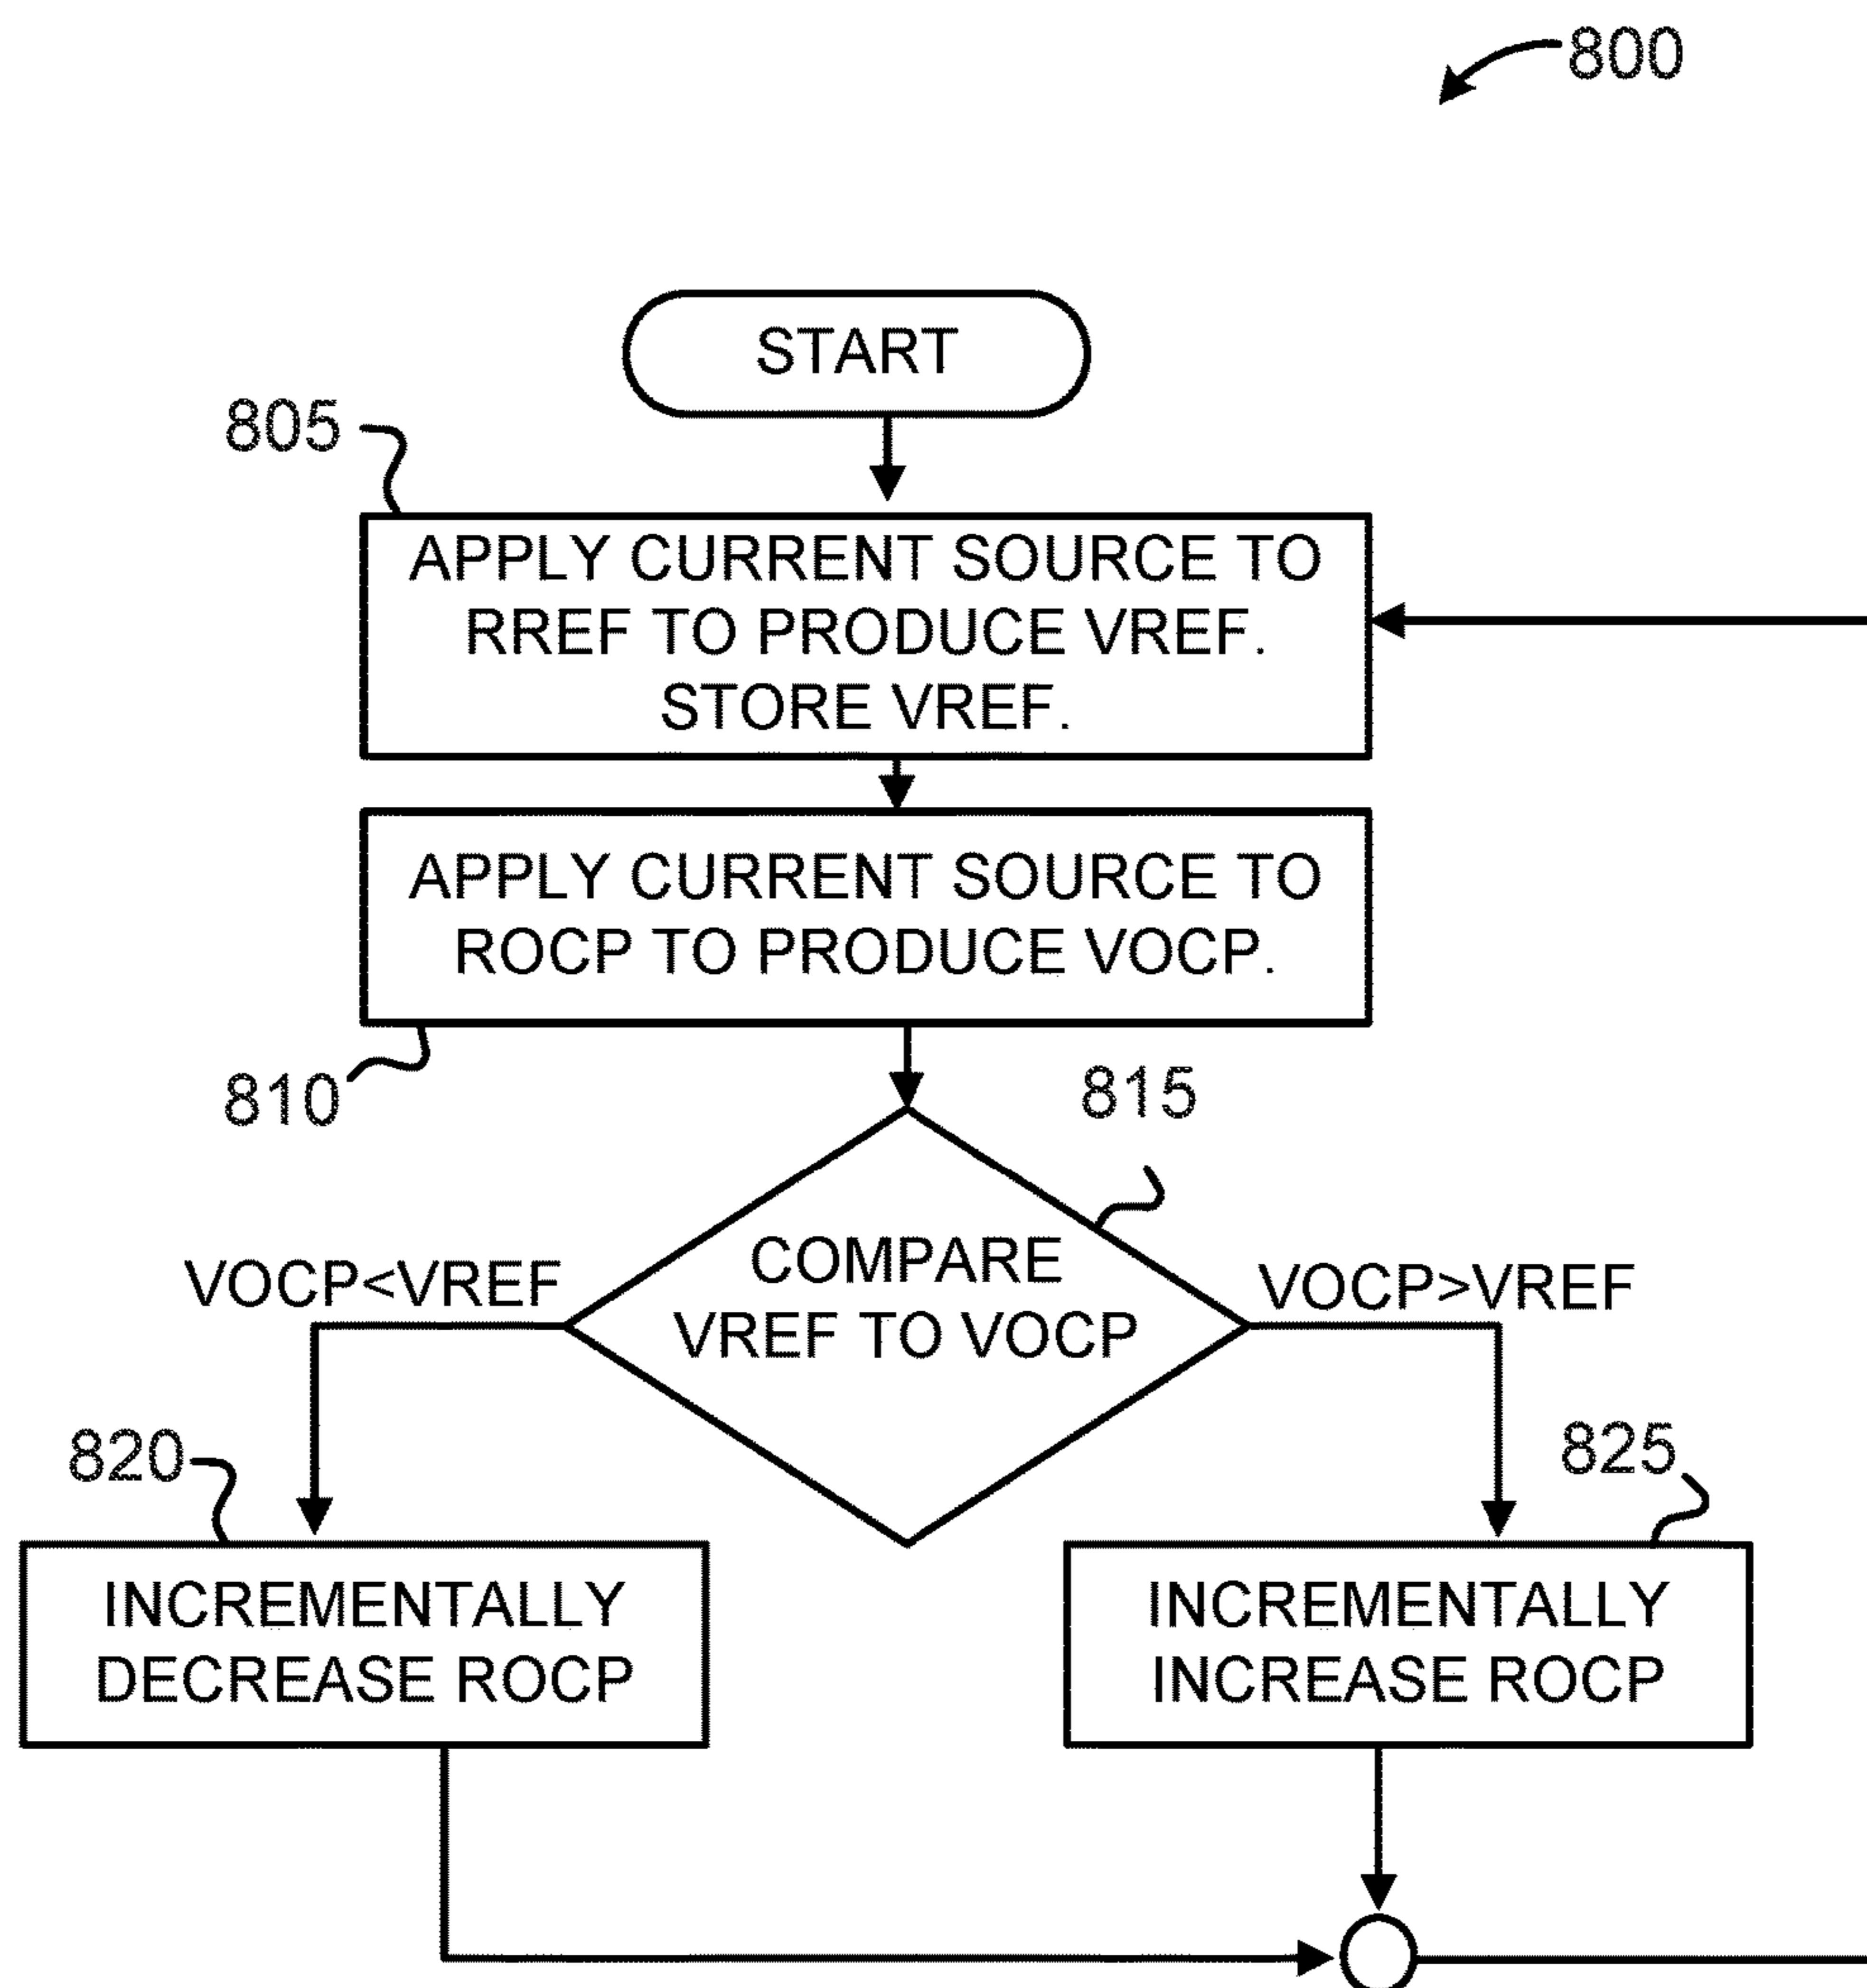 800
START
805
APPLY CURRENT SOURCE TO
RREF TO PRODUCE VREF.
STORE VREF.
APPLY CURRENT SOURCE TO
ROCP TO PRODUCE VOCP.
810
815
COMPARE
VREF TO VOCP
VOCP<VREF
VOCP>VREF
820
825
INCREMENTALLY
DECREASE ROCP
INCREMENTALLY
INCREASE ROCP